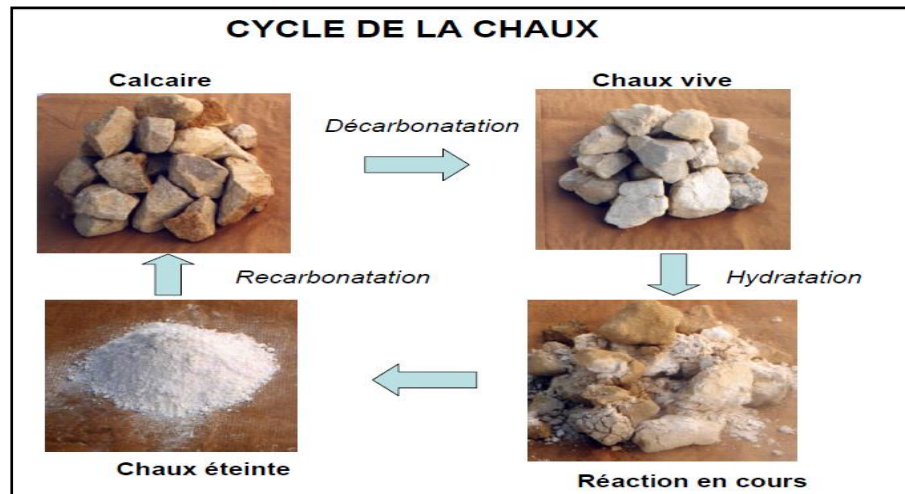 CYCLE DE LA CHAUX
Calcaire
Chaux vive
Décarbonatation
Recarbonatation
Hydratation
Chaux éteinte
Réaction en cours